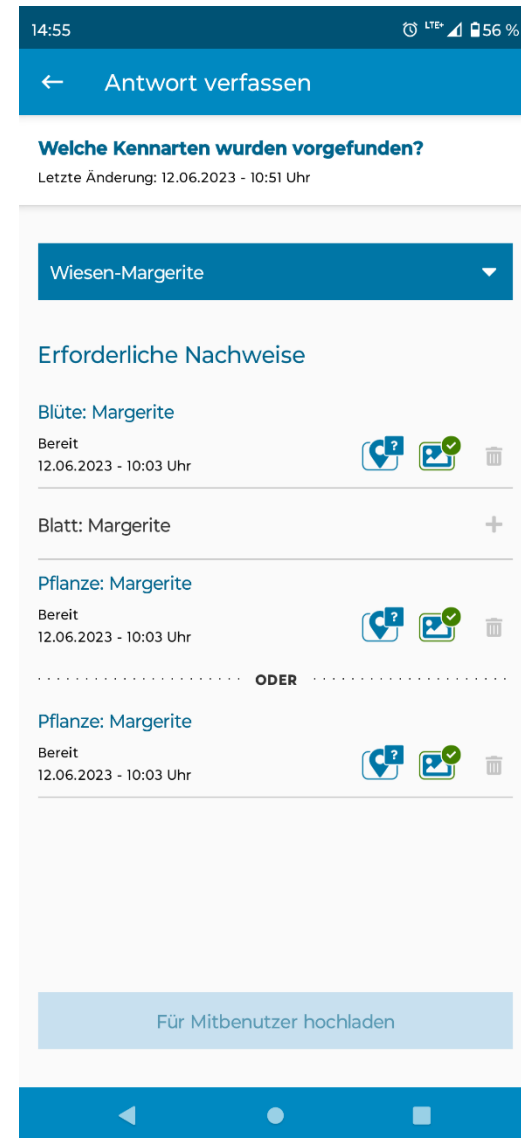 14:55 LTE+ 56 %
Antwort verfassen
Welche Kennarten wurden vorgefunden?
Letzte Änderung: 12.06.2023 - 10:51 Uhr
Wiesen-Margerite
Erforderliche Nachweise
Blüte: Margerite
Bereit
12.06.2023 - 10:03 Uhr
?
Blatt: Margerite
Pflanze: Margerite
Bereit
12.06.2023 - 10:03 Uhr
?
ODER
Pflanze: Margerite
Bereit
12.06.2023 - 10:03 Uhr
?
Für Mitbenutzer hochladen